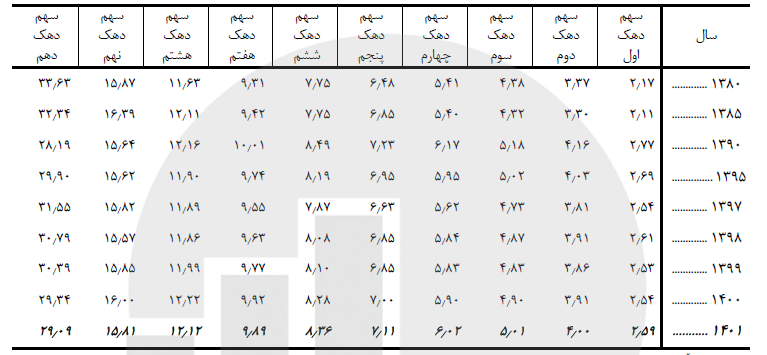 سال سهم دهک اول سهم دهک دوم سهم دهک سوم سهم دهک چهارم سهم دهک پنجم سهم دهک ششم سهم دهک هفتم سهم دهک هشتم سهم دهک نهم سهم دهک دهم
۱۳۸۰ ............. ۲٫۱۷ ۳٫۳۷ ۴٫۳۸ ۵٫۴۱ ۶٫۴۸ ۷٫۷۵ ۹٫۳۱ ۱۱٫۶۳ ۱۵٫۸۷ ۳۳٫۶۳
۱۳۸۵ ............. ۲٫۱۱ ۳٫۳۰ ۴٫۳۲ ۵٫۴۰ ۶٫۸۵ ۷٫۷۵ ۹٫۴۲ ۱۲٫۱۱ ۱۶٫۳۹ ۳۲٫۳۴
۱۳۹۰ ............. ۲٫۷۷ ۴٫۱۶ ۵٫۱۸ ۶٫۱۷ ۷٫۲۳ ۸٫۴۹ ۱۰٫۰۱ ۱۲٫۱۶ ۱۵٫۶۴ ۲۸٫۱۹
۱۳۹۵ ............. ۲٫۶۹ ۴٫۰۳ ۵٫۰۲ ۵٫۹۵ ۶٫۹۵ ۸٫۱۹ ۹٫۷۴ ۱۱٫۹۰ ۱۵٫۶۲ ۲۹٫۹۰
۱۳۹۷ ............. ۲٫۵۴ ۳٫۸۱ ۴٫۷۳ ۵٫۶۲ ۶٫۶۳ ۷٫۸۷ ۹٫۵۵ ۱۱٫۸۹ ۱۵٫۸۲ ۳۱٫۵۵
۱۳۹۸ ............. ۲٫۶۱ ۳٫۹۱ ۴٫۸۷ ۵٫۸۴ ۶٫۸۵ ۸٫۰۸ ۹٫۶۳ ۱۱٫۸۶ ۱۵٫۵۷ ۳۰٫۷۹
۱۳۹۹ ............. ۲٫۵۳ ۳٫۸۶ ۴٫۸۳ ۵٫۸۳ ۶٫۸۵ ۸٫۱۰ ۹٫۷۷ ۱۱٫۹۹ ۱۵٫۸۵ ۳۰٫۳۹
۱۴۰۰ ............. ۲٫۵۴ ۳٫۹۱ ۴٫۹۰ ۵٫۹۰ ۷٫۰۰ ۸٫۲۸ ۹٫۹۲ ۱۲٫۲۲ ۱۶٫۰۰ ۲۹٫۳۴
۱۴۰۱ ............. ۲٫۵۹ ۴٫۰۰ ۵٫۰۱ ۶٫۰۲ ۷٫۱۱ ۸٫۳۶ ۹٫۸۹ ۱۲٫۱۲ ۱۵٫۸۱ ۲۹٫۰۹